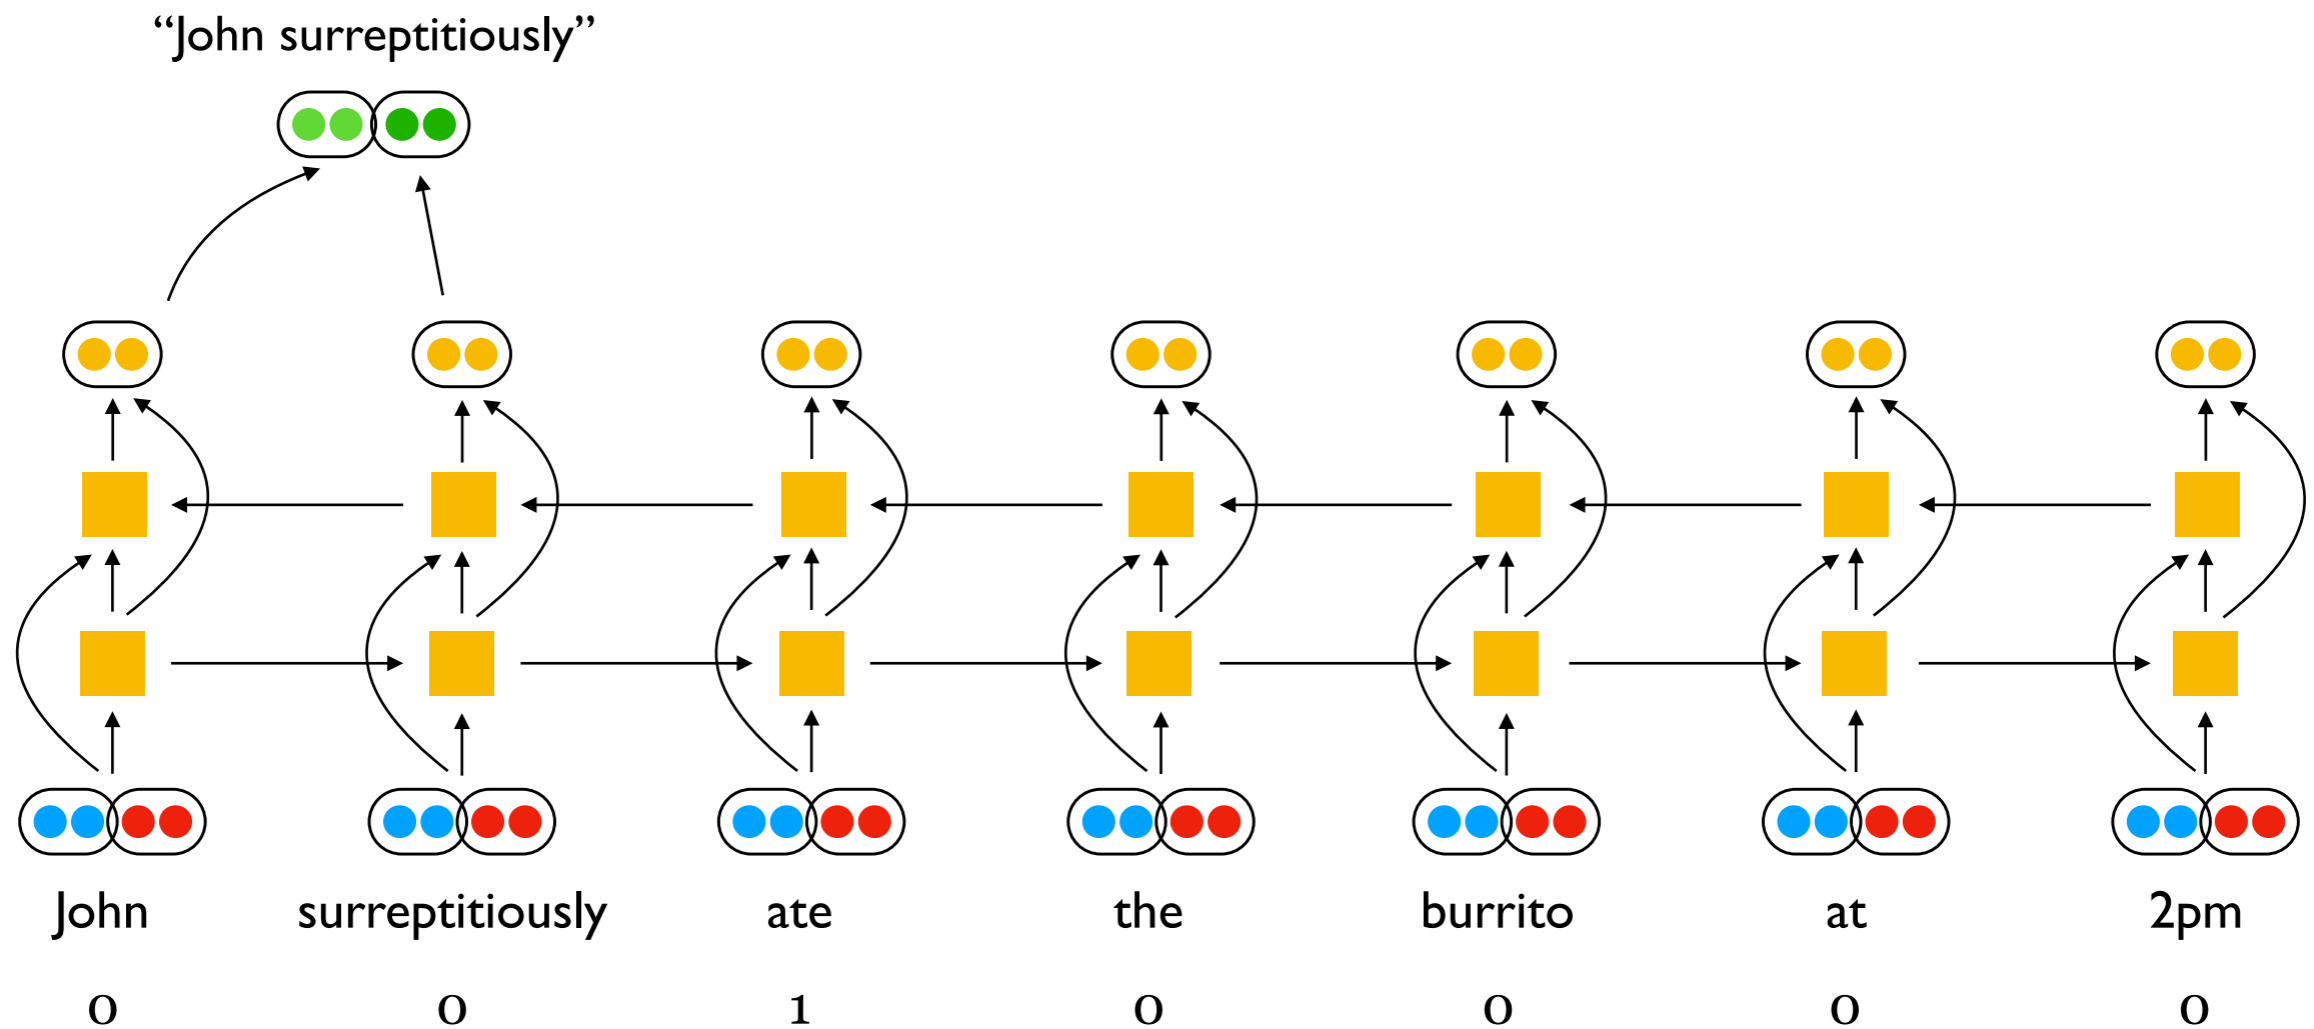 “John surreptitiously”
John surreptitiously ate the burrito at 2pm
0 0 1 0 0 0 0